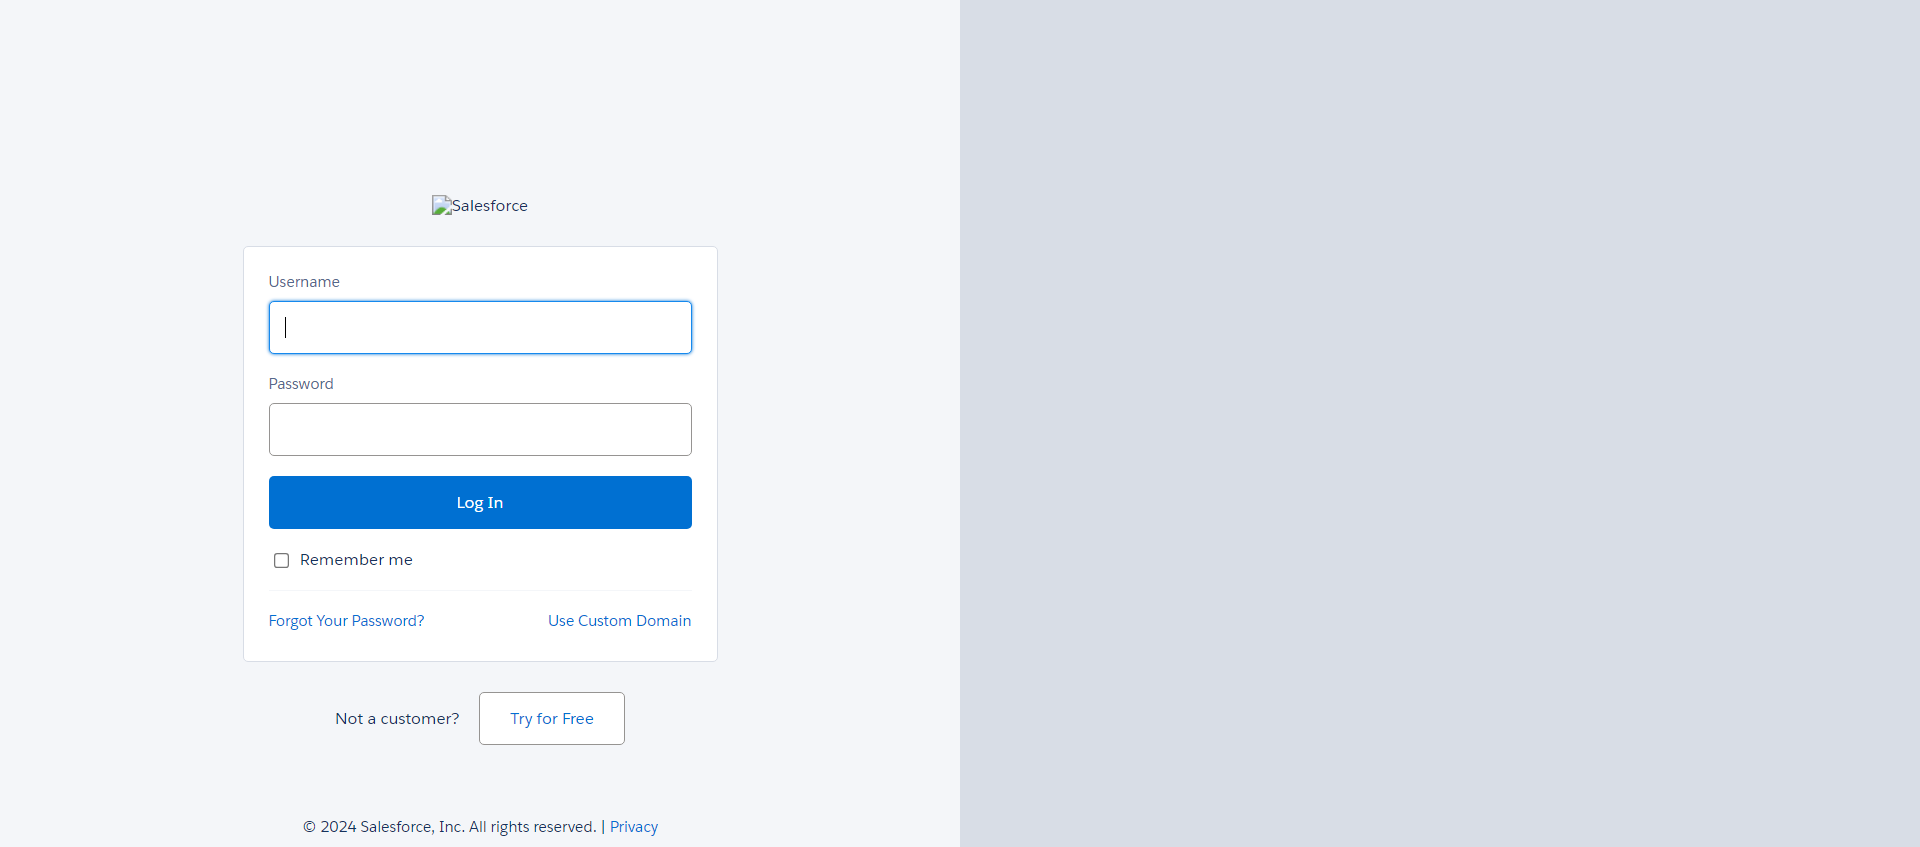 Salesforce
Username
Password
Log In
Remember me
Forgot Your Password? Use Custom Domain
Not a customer? Try for Free
© 2024 Salesforce, Inc. All rights reserved. | Privacy